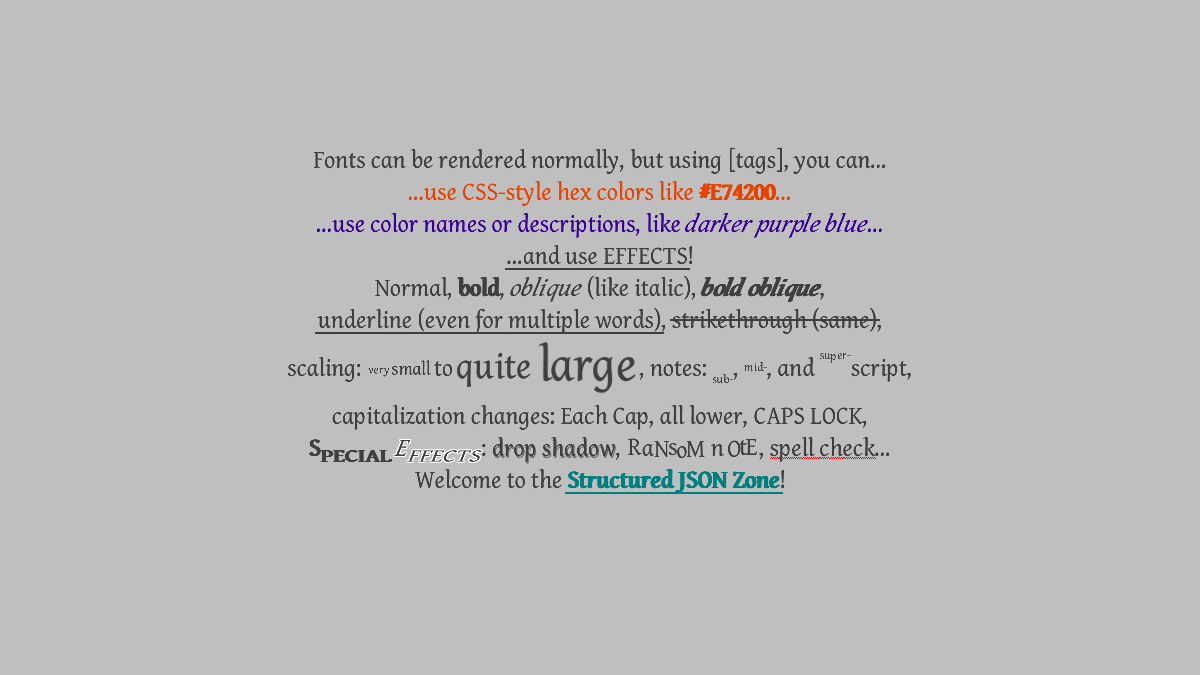 Fonts can be rendered normally, but using [tags], you can...
...use CSS-style hex colors like #E74200...
...use color names or descriptions, like darker purple blue...
...and use EFFECTS!
Normal, bold, oblique (like italic), bold oblique,
underline (even for multiple words), strikethrough (same),
scaling: very small to quite large, notes: sub-, mid-, and super-script,
capitalization changes: Each Cap, all lower, CAPS LOCK,
SPECIAL EFFECTS: drop shadow, RaNsoM n OtE, spell check...
Welcome to the Structured JSON Zone!